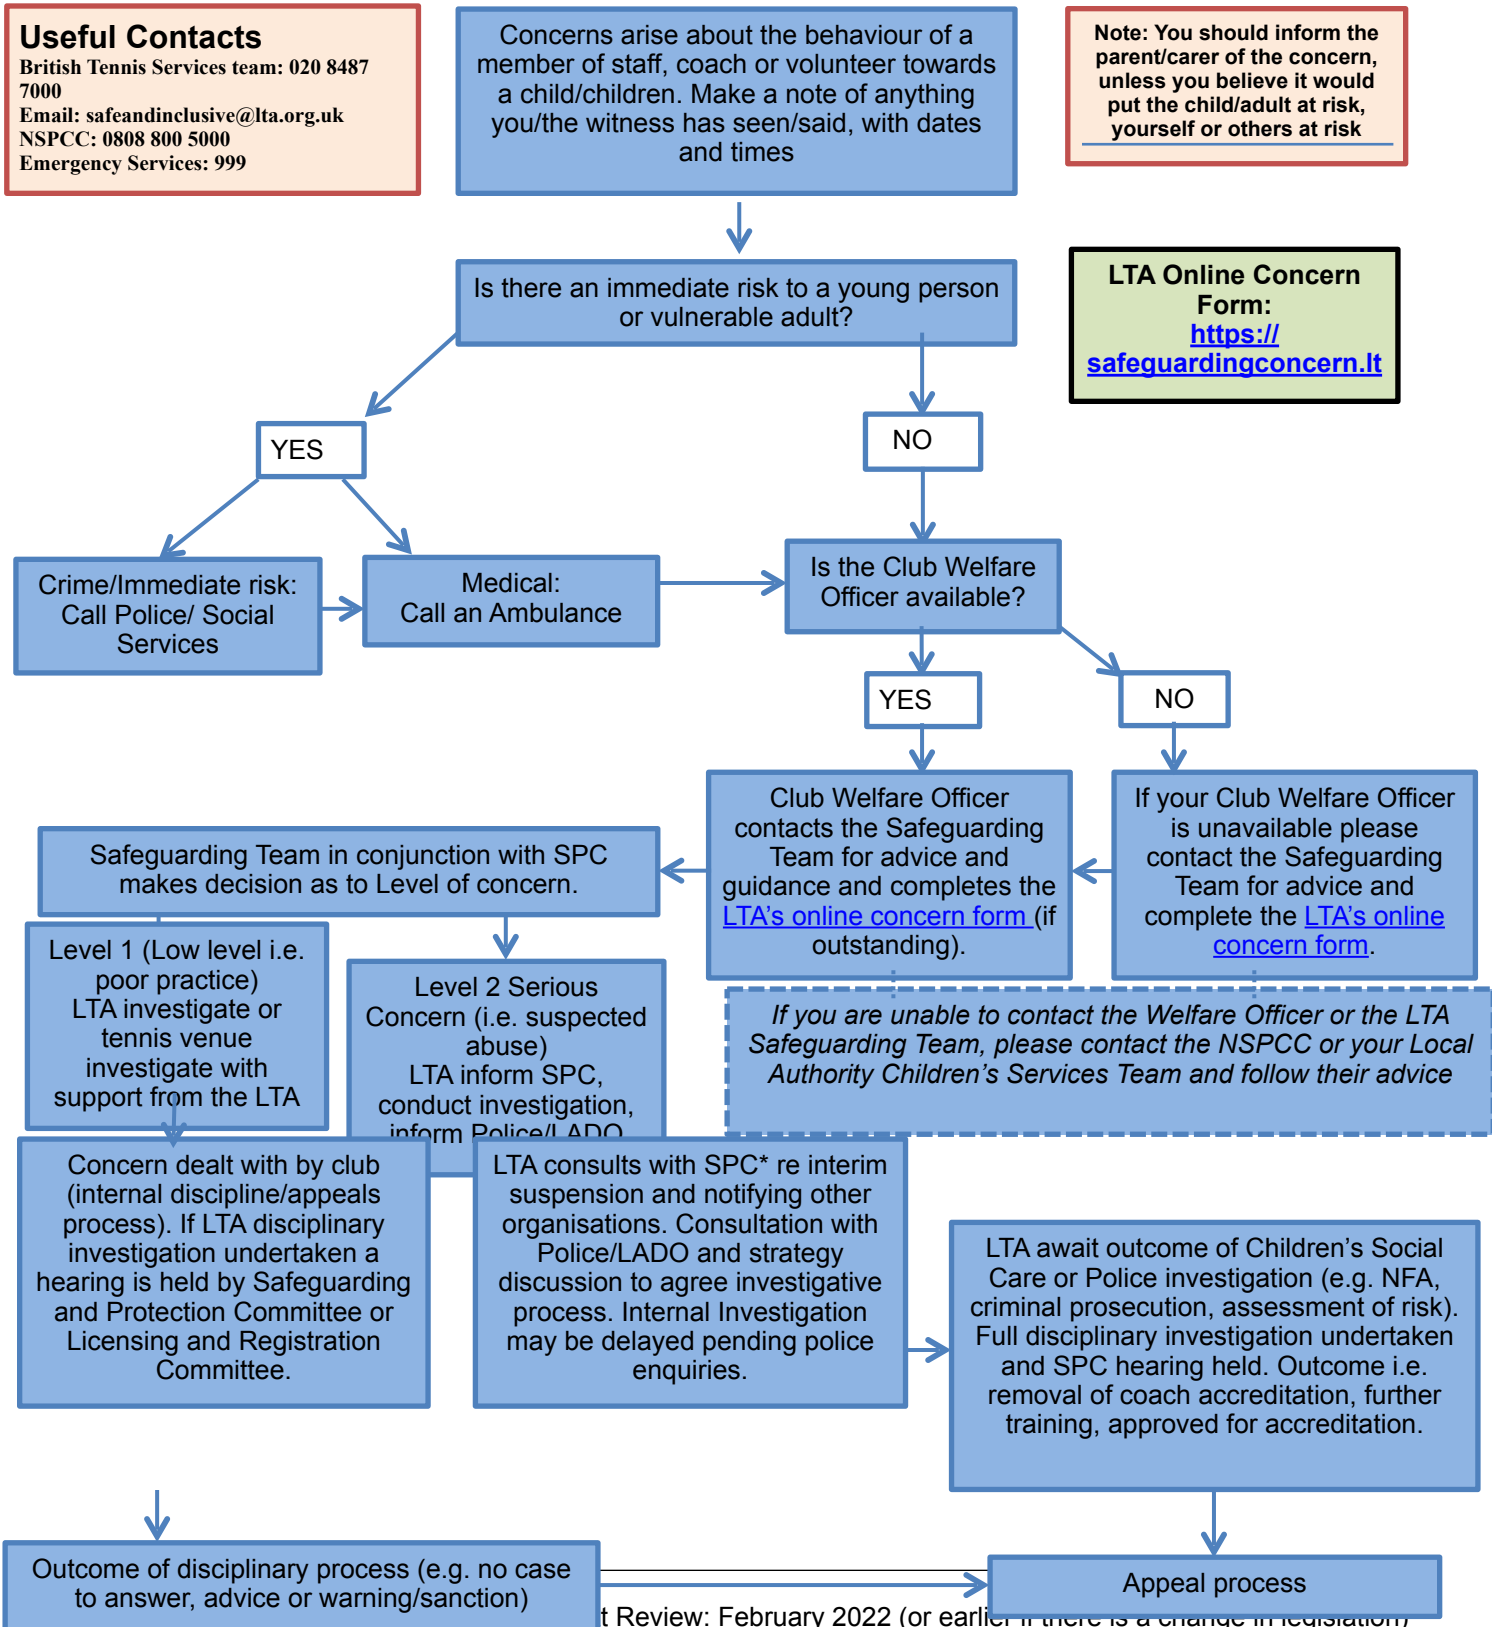 Useful Contacts
British Tennis Services team: 020 8487
7000
Email: safeandinclusive@lta.org.uk
NSPCC: 0808 800 5000
Emergency Services: 999
Concerns arise about the behaviour of a
member of staff, coach or volunteer towards
a child/children. Make a note of anything
you/the witness has seen/said, with dates
and times
Note: You should inform the
parent/carer of the concern,
unless you believe it would
put the child/adult at risk,
yourself or others at risk
Is there an immediate risk to a young person
or vulnerable adult?
LTA Online Concern
Form:
https://
safeguardingconcern.lt
YES
NO
Crime/Immediate risk:
Call Police/ Social
Services
Medical:
Call an Ambulance
Is the Club Welfare
Officer available?
YES
NO
Club Welfare Officer
contacts the Safeguarding
Team for advice and
guidance and completes the
LTA's online concern form (if
outstanding).
If your Club Welfare Officer
is unavailable please
contact the Safeguarding
Team for advice and
complete the LTA's online
concern form.
Safeguarding Team in conjunction with SPC
makes decision as to Level of concern.
Level 1 (Low level i.e.
poor practice)
LTA investigate or
tennis venue
investigate with
support from the LTA
Level 2 Serious
Concern (i.e. suspected
abuse)
LTA inform SPC,
conduct investigation,
inform Police/LADO
If you are unable to contact the Welfare Officer or the LTA
Safeguarding Team, please contact the NSPCC or your Local
Authority Children's Services Team and follow their advice
Concern dealt with by club
(internal discipline/appeals
process). If LTA disciplinary
investigation undertaken a
hearing is held by Safeguarding
and Protection Committee or
Licensing and Registration
Committee.
LTA consults with SPC* re interim
suspension and notifying other
organisations. Consultation with
Police/LADO and strategy
discussion to agree investigative
process. Internal Investigation
may be delayed pending police
enquiries.
LTA await outcome of Children's Social
Care or Police investigation (e.g. NFA,
criminal prosecution, assessment of risk).
Full disciplinary investigation undertaken
and SPC hearing held. Outcome i.e.
removal of coach accreditation, further
training, approved for accreditation.
Outcome of disciplinary process (e.g. no case
to answer, advice or warning/sanction)
Appeal process
t Review: February 2022 (or earlier if there is a change in legislation)